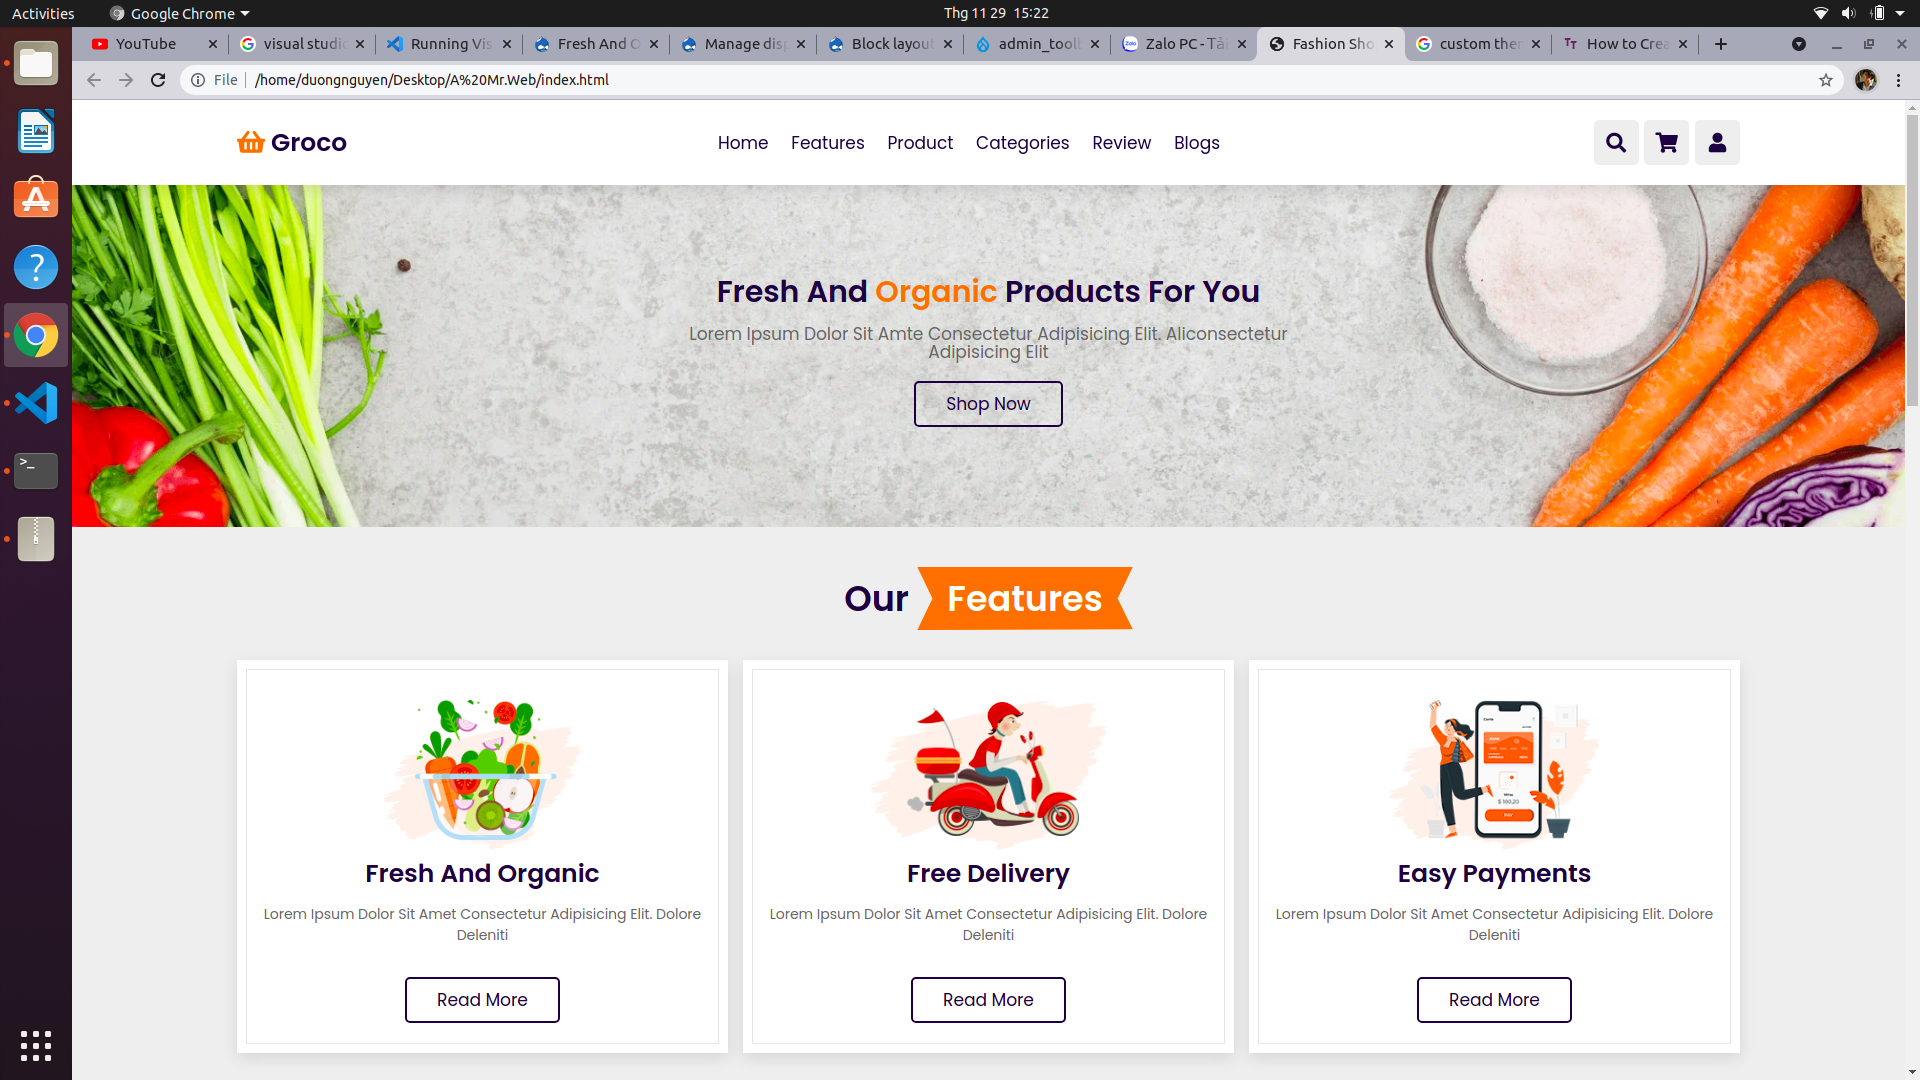 Activities
Google Chrome
Thg 11 29 15:22
YouTube
visual studi
Running Vis
Fresh And O
Manage dis
Block layout
admin_tool
Zalo PC - Tả
Fashion Sho
custom the
How to Crea
File
/home/duongnguyen/Desktop/A%20Mr.Web/index.html
Groco
Home
Features
Product
Categories
Review
Blogs
Fresh And Organic Products For You
Lorem Ipsum Dolor Sit Amte Consectetur Adipisicing Elit. Aliconsectetur
Adipisicing Elit
Shop Now
Our Features
Fresh And Organic
Lorem Ipsum Dolor Sit Amet Consectetur Adipisicing Elit. Dolore
Deleniti
Read More
Free Delivery
Lorem Ipsum Dolor Sit Amet Consectetur Adipisicing Elit. Dolore
Deleniti
Read More
Easy Payments
Lorem Ipsum Dolor Sit Amet Consectetur Adipisicing Elit. Dolore
Deleniti
Read More